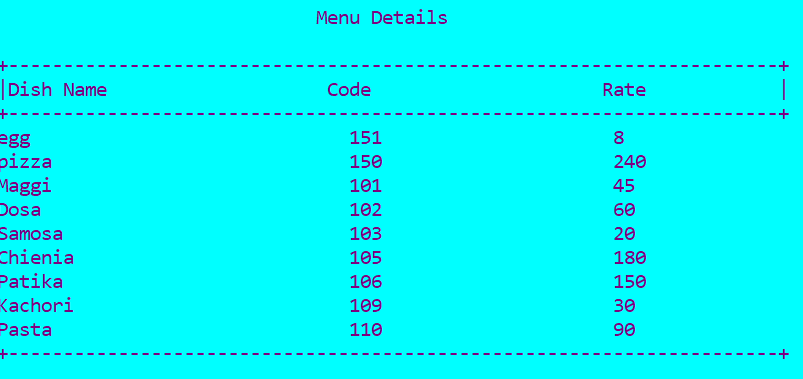 Menu Details
+----------------------------------------------------------------------+
|Dish Name                    Code                     Rate            |
+----------------------------------------------------------------------+
egg                             151                     8
pizza                           150                     240
Maggi                           101                     45
Dosa                            102                     60
Samosa                          103                     20
Chienia                         105                     180
Patika                          106                     150
Kachori                         109                     30
Pasta                           110                     90
+----------------------------------------------------------------------+